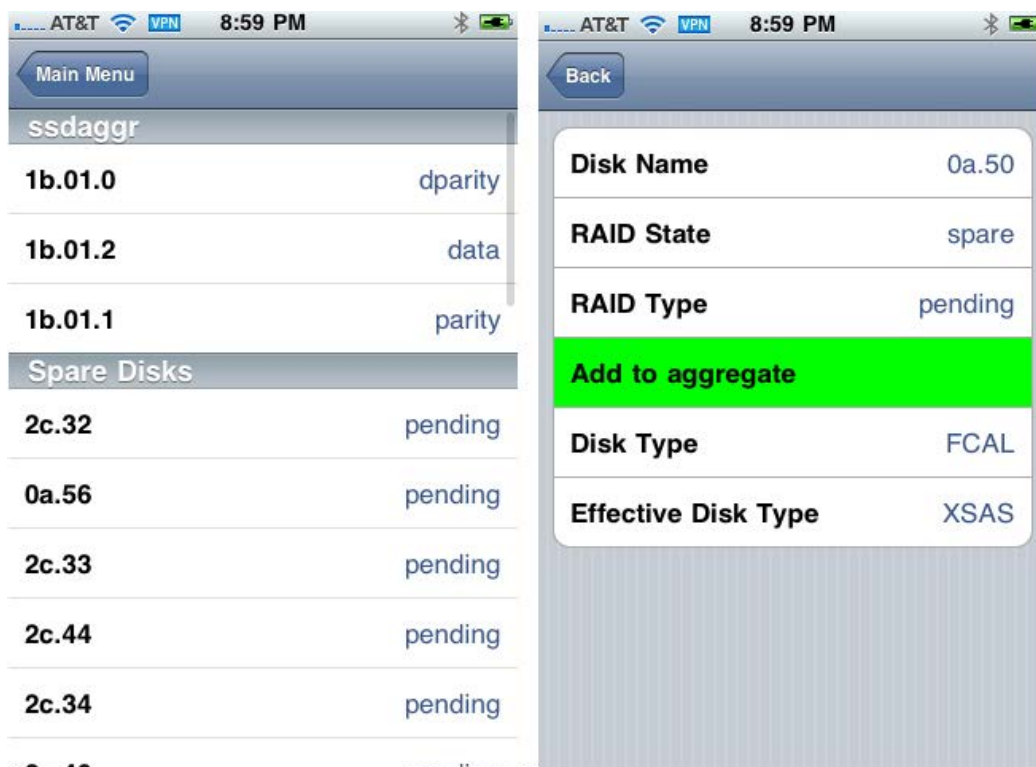 AT&T VPN 8:59 PM
Main Menu
ssdaggr
1b.01.0 dparity
1b.01.2 data
1b.01.1 parity
Spare Disks
2c.32 pending
0a.56 pending
2c.33 pending
2c.44 pending
2c.34 pending
AT&T VPN 8:59 PM
Back
Disk Name 0a.50
RAID State spare
RAID Type pending
Add to aggregate
Disk Type FCAL
Effective Disk Type XSAS